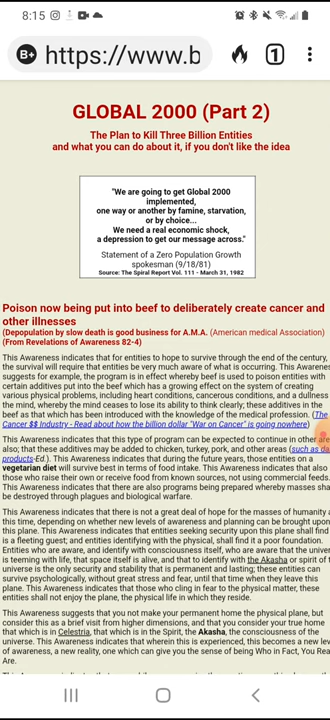 8:15
https://www.b
1
GLOBAL 2000 (Part 2)
The Plan to Kill Three Billion Entities
and what you can do about it, if you don't like the idea
"We are going to get Global 2000
implemented,
one way or another by famine, starvation,
or by choice...
We need a real economic shock,
a depression to get our message across."
Statement of a Zero Population Growth
spokesman (9/18/81)
Source: The Spiral Report Vol. 111 - March 31, 1982
Poison now being put into beef to deliberately create cancer and
other illnesses
(Depopulation by slow death is good business for A.M.A. (American medical Association)
(From Revelations of Awareness 82-4)
This Awareness indicates that for entities to hope to survive through the end of the century,
the survival will require that entities be very much aware of what is occurring. This Awarenes
suggests for example, the program is in effect whereby beef is used to poison entities with
certain additives put into the beef which has a growing effect on the system of creating
various physical problems, including heart conditions, cancerous conditions, and a dullness
the mind, whereby the mind ceases to lose its ability to think clearly; these additives in the
beef as that which has been introduced with the knowledge of the medical profession. (The
Cancer $$ Industry - Read about how the billion dollar "War on Cancer" is going nowhere)
This Awareness indicates that this type of program can be expected to continue in other are
also; that these additives may be added to chicken, turkey, pork, and other areas (such as da
products-Ed.). This Awareness indicates that during the future years, those entities on a
vegetarian diet will survive best in terms of food intake. This Awareness indicates that also
those who raise their own or receive food from known sources, not using commercial feeds.
This Awareness indicates that there are also programs being prepared whereby masses sha
be destroyed through plagues and biological warfare.
This Awareness indicates that there is not a great deal of hope for the masses of humanity a
this time, depending on whether new levels of awareness and planning can be brought upon
this plane. This Awareness indicates that entities seeking security upon this plane shall find
is a fleeting guest; and entities identifying with the physical, shall find it a poor foundation.
Entities who are aware, and identify with consciousness itself, who are aware that the univer
is teeming with life, that space itself is alive, and that to identify with the Akasha or spirit of t
universe is the only security and stability that is permanent and lasting; these entities can
survive psychologically, without great stress and fear, until that time when they leave this
plane. This Awareness indicates that those who cling in fear to the physical matter, these
entities shall not enjoy the plane, the physical life in which they reside.
This Awareness suggests that you not make your permanent home the physical plane, but
consider this as a brief visit from higher dimensions, and that you consider your true home
that which is in Celestria, that which is in the Spirit, the Akasha, the consciousness of the
universe. This Awareness indicates that wherein this is experienced, this becomes a new lev
of awareness, a new reality, one which can give you the sense of being Who in Fact, You Rea
Are.